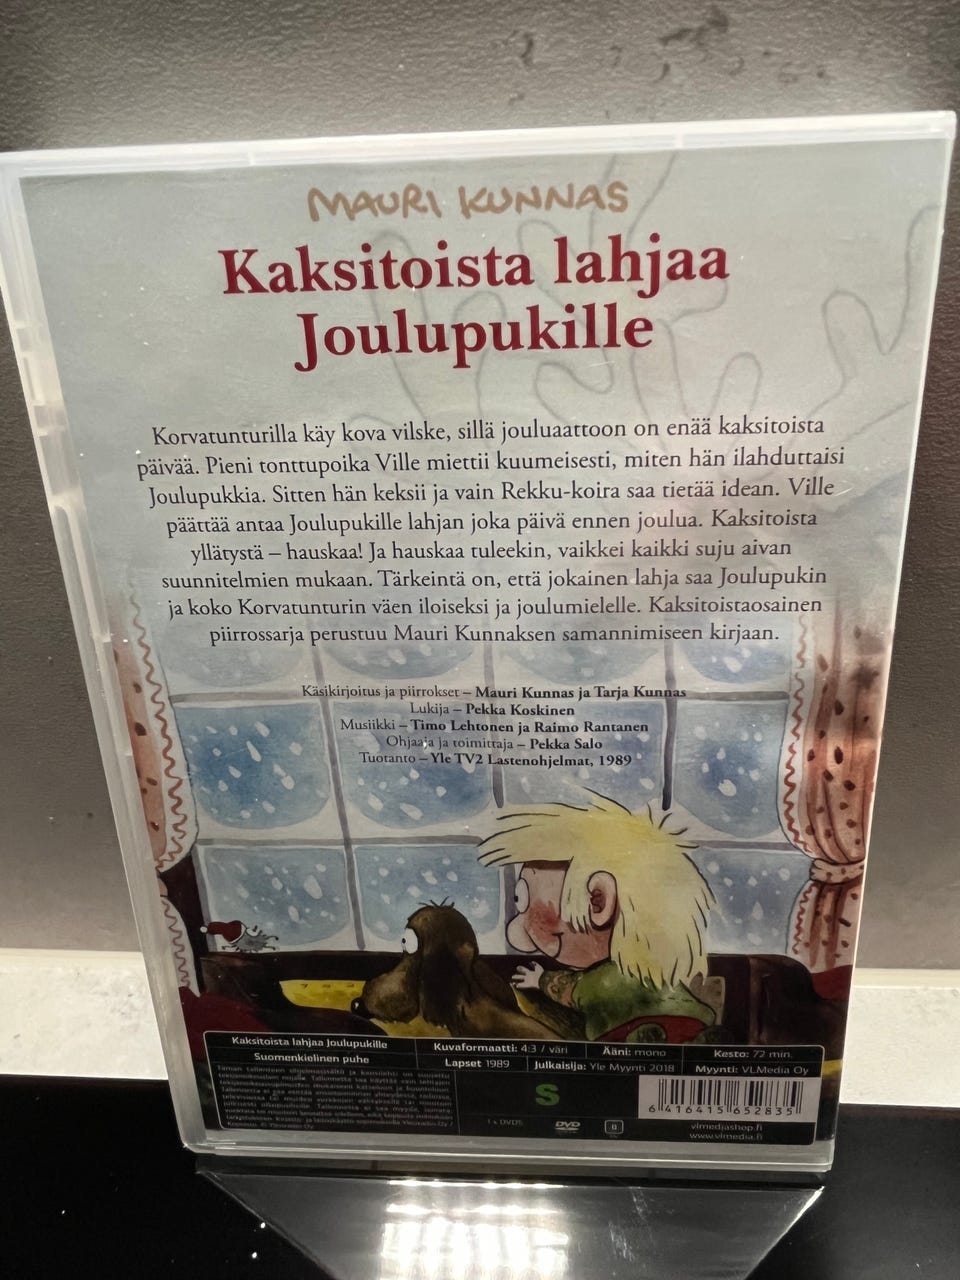 MAURI KUNNAS
Kaksitoista lahjaa
Joulupukille
Korvatunturilla käy kova vilske, sillä jouluaattoon on enää kaksitoista
päivää. Pieni tonttupoika Ville miettii kuumeisesti, miten hän ilahduttaisi
Joulupukkia. Sitten hän keksii ja vain Rekku-koira saa tietää idean. Ville
päättää antaa Joulupukille lahjan joka päivä ennen joulua. Kaksitoista
yllätystä – hauskaa! Ja hauskaa tuleekin, vaikkei kaikki suju aivan
suunnitelmien mukaan. Tärkeintä on, että jokainen lahja saa Joulupukin
ja koko Korvatunturin väen iloiseksi ja joulumielelle. Kaksitoistaosainen
piirrossarja perustuu Mauri Kunnaksen samannimiseen kirjaan.
Käsikirjoitus ja piirrokset – Mauri Kunnas ja Tarja Kunnas
Lukija – Pekka Koskinen
Musiikki – Timo Lehtonen ja Raimo Rantanen
Ohjaaja ja toimittaja – Pekka Salo
Tuotanto – Yle TV2 Lastenohjelmat, 1989
Kaksitoista lahjaa Joulupukille
Suomenkielinen puhe
Kuvaformaatti: 4:3 / väri
Ääni: mono
Kesto: 72 min.
Lapset 1989
Julkaisija: Yle Myynti 2018
Myynti: VLMedia Oy
S
1 x DVD5
DVD
0
6 416415 652835
vlmediashop.fi
www.vlmedia.fi